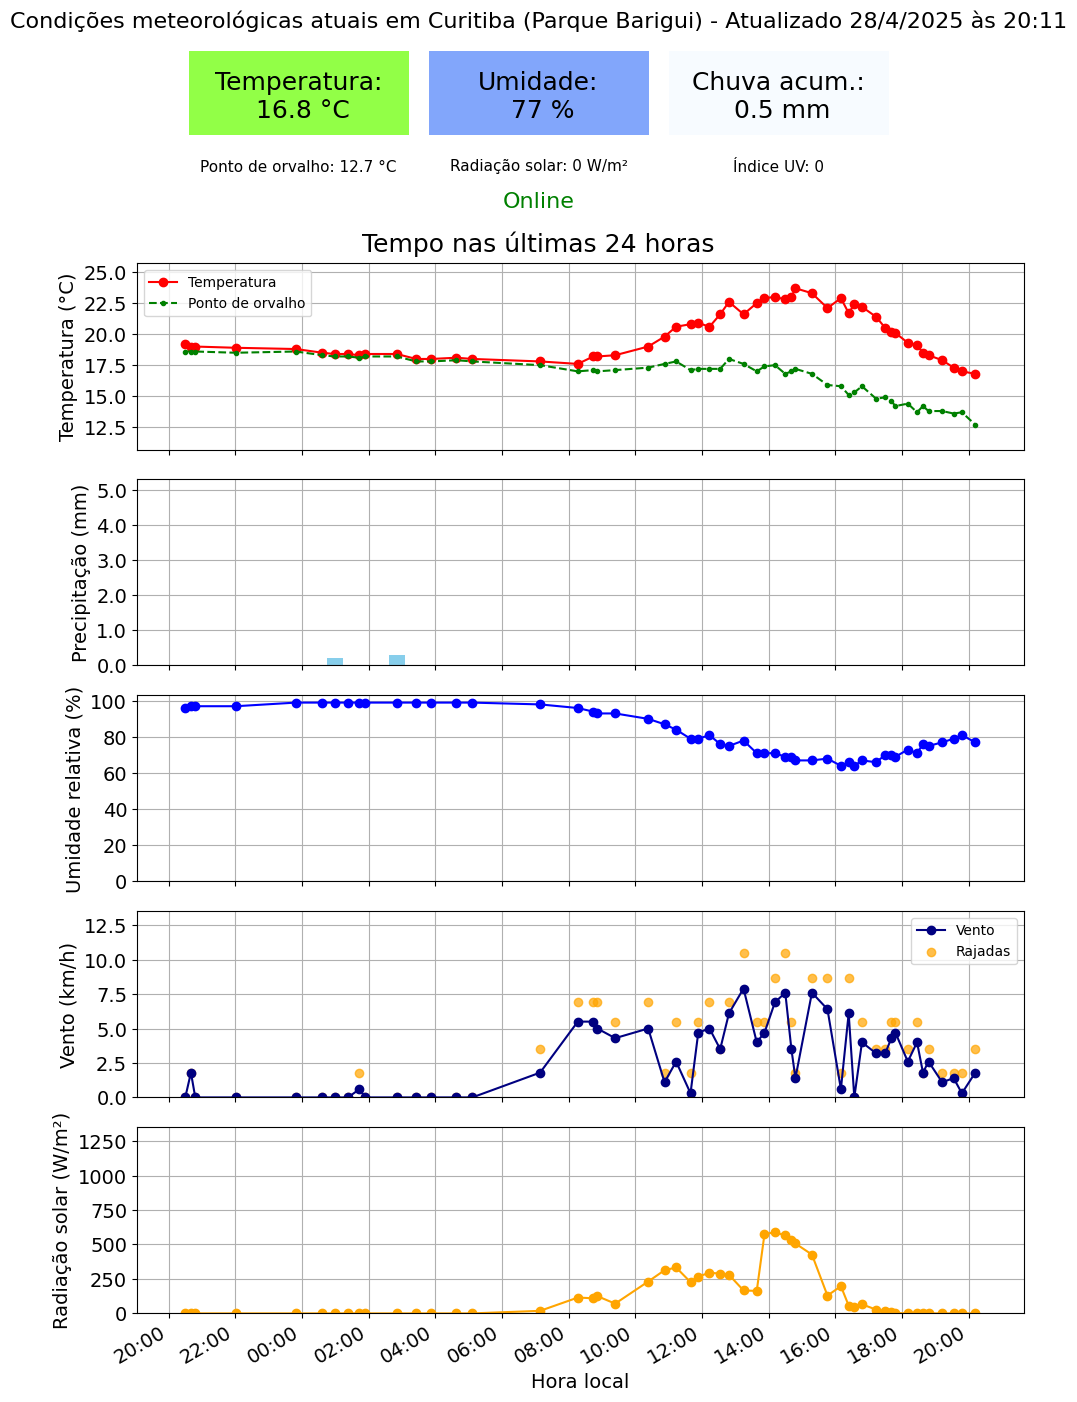 Condições meteorológicas atuais em Curitiba (Parque Barigui) - Atualizado 28/4/2025 às 20:11
Temperatura:
16.8 °C
Umidade:
77 %
Chuva acum.:
0.5 mm
Ponto de orvalho: 12.7 °C
Radiação solar: 0 W/m²
Índice UV: 0
Online
Tempo nas últimas 24 horas
Temperatura (°C)
25.0
22.5
20.0
17.5
15.0
12.5
Temperatura
Ponto de orvalho
Precipitação (mm)
5.0
4.0
3.0
2.0
1.0
0.0
Umidade relativa (%)
100
80
60
40
20
0
Vento (km/h)
12.5
10.0
7.5
5.0
2.5
0.0
Vento
Rajadas
Radiação solar (W/m²)
1250
1000
750
500
250
0
20:00
22:00
00:00
02:00
04:00
06:00
08:00
10:00
12:00
14:00
16:00
18:00
20:00
Hora local